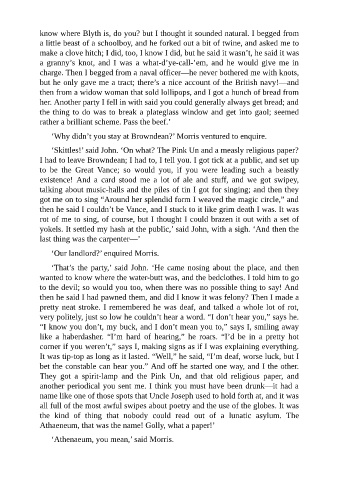 know where Blyth is, do you? but I thought it sounded natural. I begged from
a little beast of a schoolboy, and he forked out a bit of twine, and asked me to
make a clove hitch; I did, too, I know I did, but he said it wasn't, he said it was
a granny's knot, and I was a what-d'ye-call-'em, and he would give me in
charge. Then I begged from a naval officer—he never bothered me with knots,
but he only gave me a tract; there's a nice account of the British navy!—and
then from a widow woman that sold lollipops, and I got a hunch of bread from
her. Another party I fell in with said you could generally always get bread; and
the thing to do was to break a plateglass window and get into gaol; seemed
rather a brilliant scheme. Pass the beef.'
'Why didn't you stay at Browndean?' Morris ventured to enquire.
'Skittles!' said John. 'On what? The Pink Un and a measly religious paper?
I had to leave Browndean; I had to, I tell you. I got tick at a public, and set up
to be the Great Vance; so would you, if you were leading such a beastly
existence! And a card stood me a lot of ale and stuff, and we got swipey,
talking about music-halls and the piles of tin I got for singing; and then they
got me on to sing "Around her splendid form I weaved the magic circle," and
then he said I couldn't be Vance, and I stuck to it like grim death I was. It was
rot of me to sing, of course, but I thought I could brazen it out with a set of
yokels. It settled my hash at the public,' said John, with a sigh. 'And then the
last thing was the carpenter—'
'Our landlord?' enquired Morris.
'That's the party,' said John. 'He came nosing about the place, and then
wanted to know where the water-butt was, and the bedclothes. I told him to go
to the devil; so would you too, when there was no possible thing to say! And
then he said I had pawned them, and did I know it was felony? Then I made a
pretty neat stroke. I remembered he was deaf, and talked a whole lot of rot,
very politely, just so low he couldn't hear a word. "I don't hear you," says he.
"I know you don't, my buck, and I don't mean you to," says I, smiling away
like a haberdasher. "I'm hard of hearing," he roars. "I'd be in a pretty hot
corner if you weren't," says I, making signs as if I was explaining everything.
It was tip-top as long as it lasted. "Well," he said, "I'm deaf, worse luck, but I
bet the constable can hear you." And off he started one way, and I the other.
They got a spirit-lamp and the Pink Un, and that old religious paper, and
another periodical you sent me. I think you must have been drunk—it had a
name like one of those spots that Uncle Joseph used to hold forth at, and it was
all full of the most awful swipes about poetry and the use of the globes. It was
the kind of thing that nobody could read out of a lunatic asylum. The
Athaeneum, that was the name! Golly, what a paper!'
'Athenaeum, you mean,' said Morris.